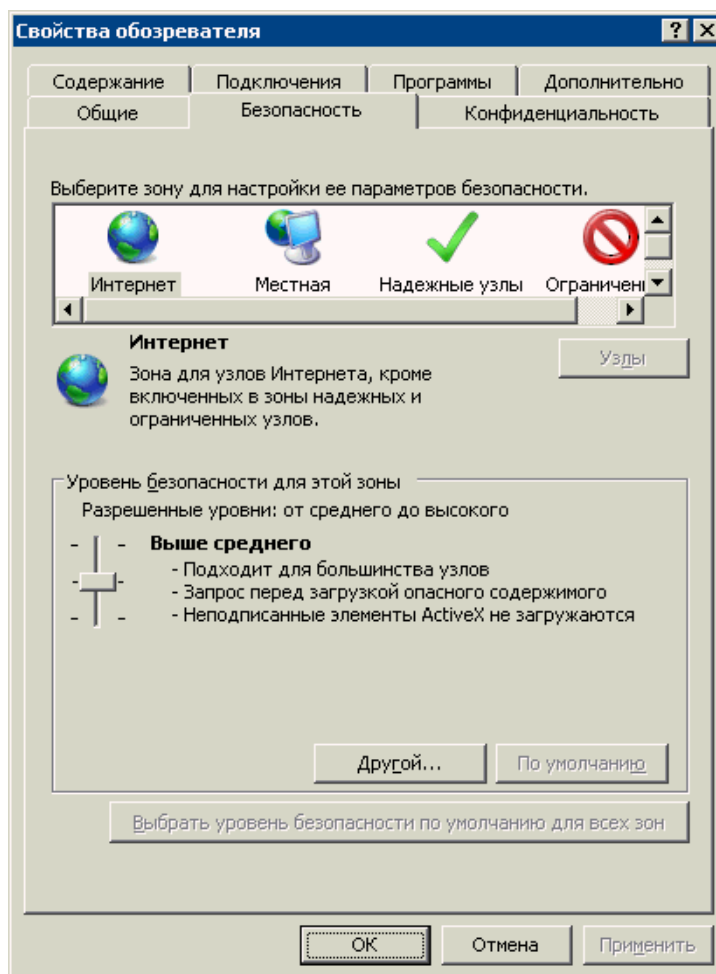 Свойства обозревателя
Содержание Подключения Программы Дополнительно
Общие Безопасность Конфиденциальность
Выберите зону для настройки ее параметров безопасности.
Интернет Местная Надежные узлы Ограничен
Интернет
Узлы
Зона для узлов Интернета, кроме
включенных в зоны надежных и
ограниченных узлов.
Уровень безопасности для этой зоны
Разрешенные уровни: от среднего до высокого
Выше среднего
- Подходит для большинства узлов
- Запрос перед загрузкой опасного содержимого
- Неподписанные элементы ActiveX не загружаются
Другой... По умолчанию
Выбрать уровень безопасности по умолчанию для всех зон
ОК Отмена Применить